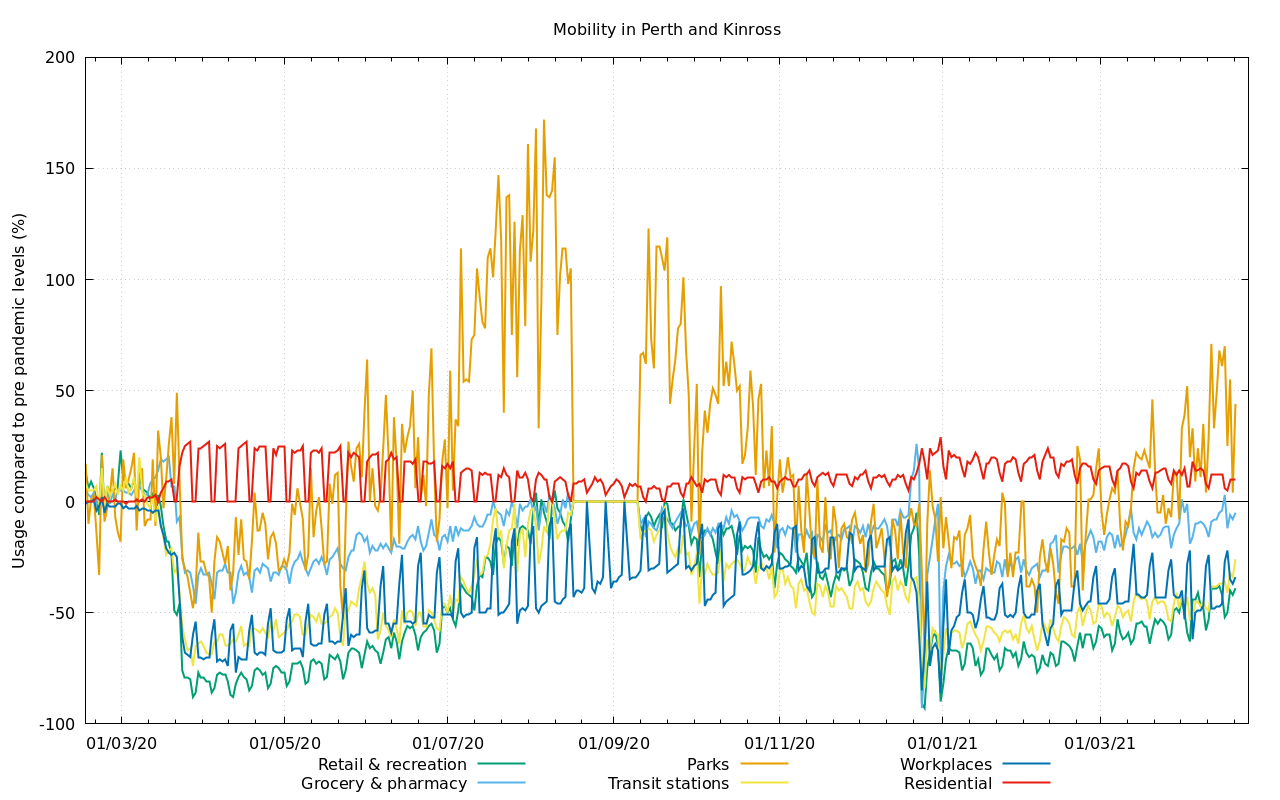 Mobility in Perth and Kinross
Usage compared to pre pandemic levels (%)
200
150
100
50
0
-50
-100
01/03/20 01/05/20 01/07/20 01/09/20 01/11/20 01/01/21 01/03/21
Retail & recreation Parks Workplaces
Grocery & pharmacy Transit stations Residential